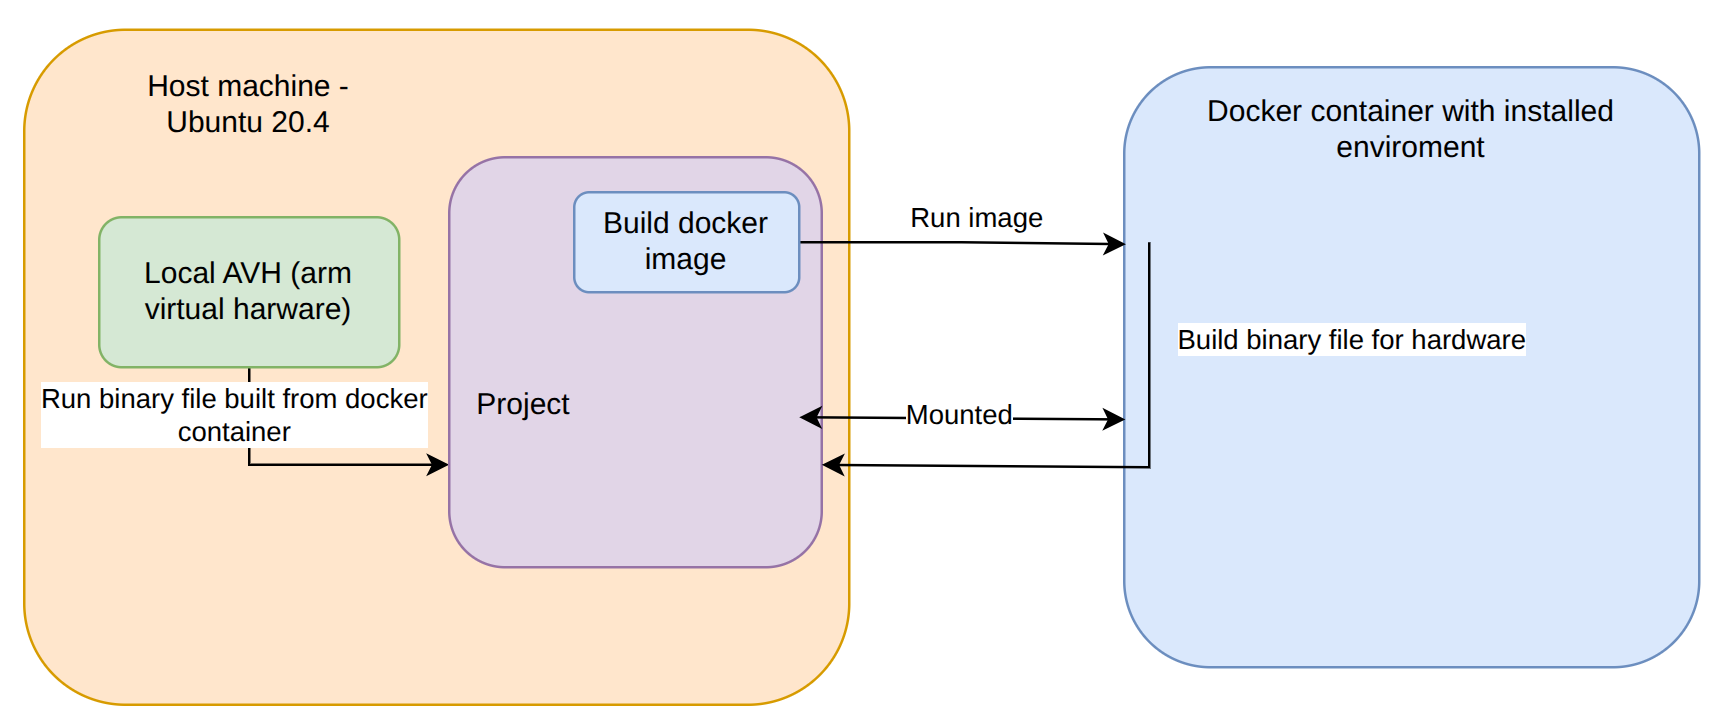 Host machine -
Ubuntu 20.4
Docker container with installed
enviroment
Build docker
image
Run image
Local AVH (arm
virtual harware)
Build binary file for hardware
Run binary file built from docker
container
Project
Mounted